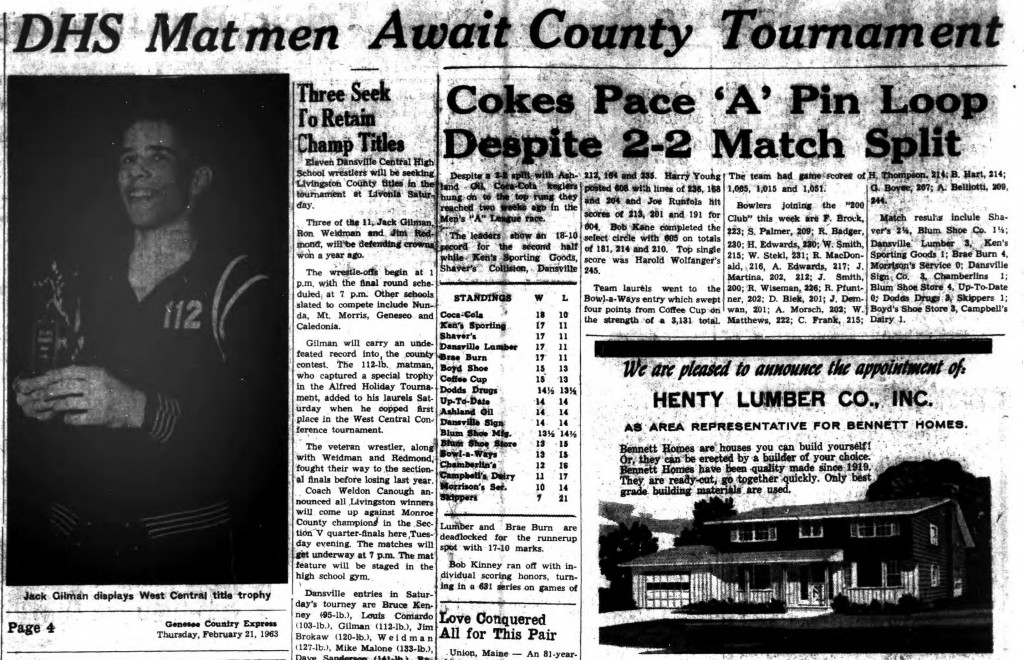 DHS Matmen Await County Tournament
112
Jack Gilman displays West Central title trophy
Page 4
Genesee Country Express
Thursday, February 21, 1963
Three Seek
To Retain
Champ Titles
Eleven Dansville Central High
School wrestlers will be seeking
Livingston County titles in the
tournament at Livonia Satur-
day.
Three of the 11, Jack Gilman,
Ron Weidman and Jim Red-
mond, will be defending crowns
won a year ago.
The wrestle-offs begin at 1
p.m. with the final round sche-
duled at 7 p.m. Other schools
slated to compete include Nun-
da, Mt. Morris, Geneseo and
Caledonia.
Gilman will carry an unde-
feated record into the county
contest. The 112-lb. matman,
who captured a special trophy
in the Alfred Holiday Tourna-
ment, added to his laurels Sat-
urday when he copped first
place in the West Central Con-
ference tournament.
The veteran wrestler, along
with Weidman and Redmond,
fought their way to the section-
al finals before losing last year.
Coach Weldon Canough an-
nounced all Livingston winners
will come up against Monroe
County champions in the Sec-
tion V quarter-finals here Tues-
day evening. The matches will
get underway at 7 p.m. The mat
feature will be staged in the
high school gym.
Dansville entries in Satur-
day's tourney are Bruce Ken-
ney (95-lb.), Louis Comardo
(103-lb.), Gilman (112-lb.), Jim
Brokaw (120-lb.), Weidman
(127-lb.), Mike Malone (133-lb.),
Dave Sanderson (141-lb.),
Cokes Pace 'A' Pin Loop
Despite 2-2 Match Split
Despite a 2-2 split with Ash-
land Oil, Coca-Cola keglers
hung on to the top rung they
reached two weeks ago in the
Men's "A" League race.
The leaders show an 18-10
record for the second half
while Ken's Sporting Goods,
Shaver's Collision, Dansville
STANDINGS W L
Coca-Cola 18 10
Ken's Sporting 17 11
Shaver's 17 11
Dansville Lumber 17 11
Brae Burn 17 11
Boyd Shoe 15 13
Coffee Cup 15 13
Dodds Drugs 14½ 13½
Up-To-Date 14 14
Ashland Oil 14 14
Dansville Sign 14 14
Blum Shoe Mfg. 13½ 14½
Blum Shoe Store 13 15
Bowl-a-Ways 13 15
Chamberlin's 12 16
Campbell's Dairy 11 17
Morrison's Ser. 10 14
Skippers 7 21
Lumber and Brae Burn are
deadlocked for the runnerup
spot with 17-10 marks.
Bob Kinney ran off with in-
dividual scoring honors, turn-
ing in a 631 series on games of
212, 164 and 235. Harry Young
posted 608 with lines of 236, 168
and 204 and Joe Runfola hit
scores of 213, 201 and 191 for
604. Bob Kane completed the
select circle with 605 on totals
of 181, 214 and 210. Top single
score was Harold Wolfanger's
245.
Team laurels went to the
Bowl-a-Ways entry which swept
four points from Coffee Cup on
the strength of a 3,131 total.
The team had game scores of
1,065, 1,015 and 1,051.
Bowlers joining the "200
Club" this week are F. Brock,
223; S. Palmer, 209; R. Badger,
230; H. Edwards, 230; W. Smith,
215; W. Stekl, 231; R. MacDon-
ald, 216, A. Edwards, 217; J.
Martina, 202, 212; J. Smith,
200; R. Wiseman, 226; R. Pfunt-
ner, 202; D. Biek, 201; J. Dem-
wan, 201; A. Morsch, 202; W.
Matthews, 222; C. Frank, 215;
H. Thompson, 214; B. Hart, 214;
G. Boyer, 207; A. Belliotti, 209,
244.
Match results inclule Sha-
ver's 2½, Blum Shoe Co. 1½;
Dansville Lumber 3, Ken's
Sporting Goods 1; Brae Burn 4,
Morrison's Service 0; Dansville
Sign Co. 3, Chamberlins 1;
Blum Shoe Store 4, Up-To-Date
0; Dodds Drugs 3, Skippers 1;
Boyd's Shoe 3, Campbell's
Dairy 1.
Love Conquered
All for This Pair
Union, Maine — An 81-year-
We are pleased to announce the appointment of:
HENTY LUMBER CO., INC.
AS AREA REPRESENTATIVE FOR BENNETT HOMES.
Bennett Homes are houses you can build yourself!
Or, they can be erected by a builder of your choice.
Bennett Homes have been quality made since 1919.
They are ready-cut, go together quickly. Only best
grade building materials are used.